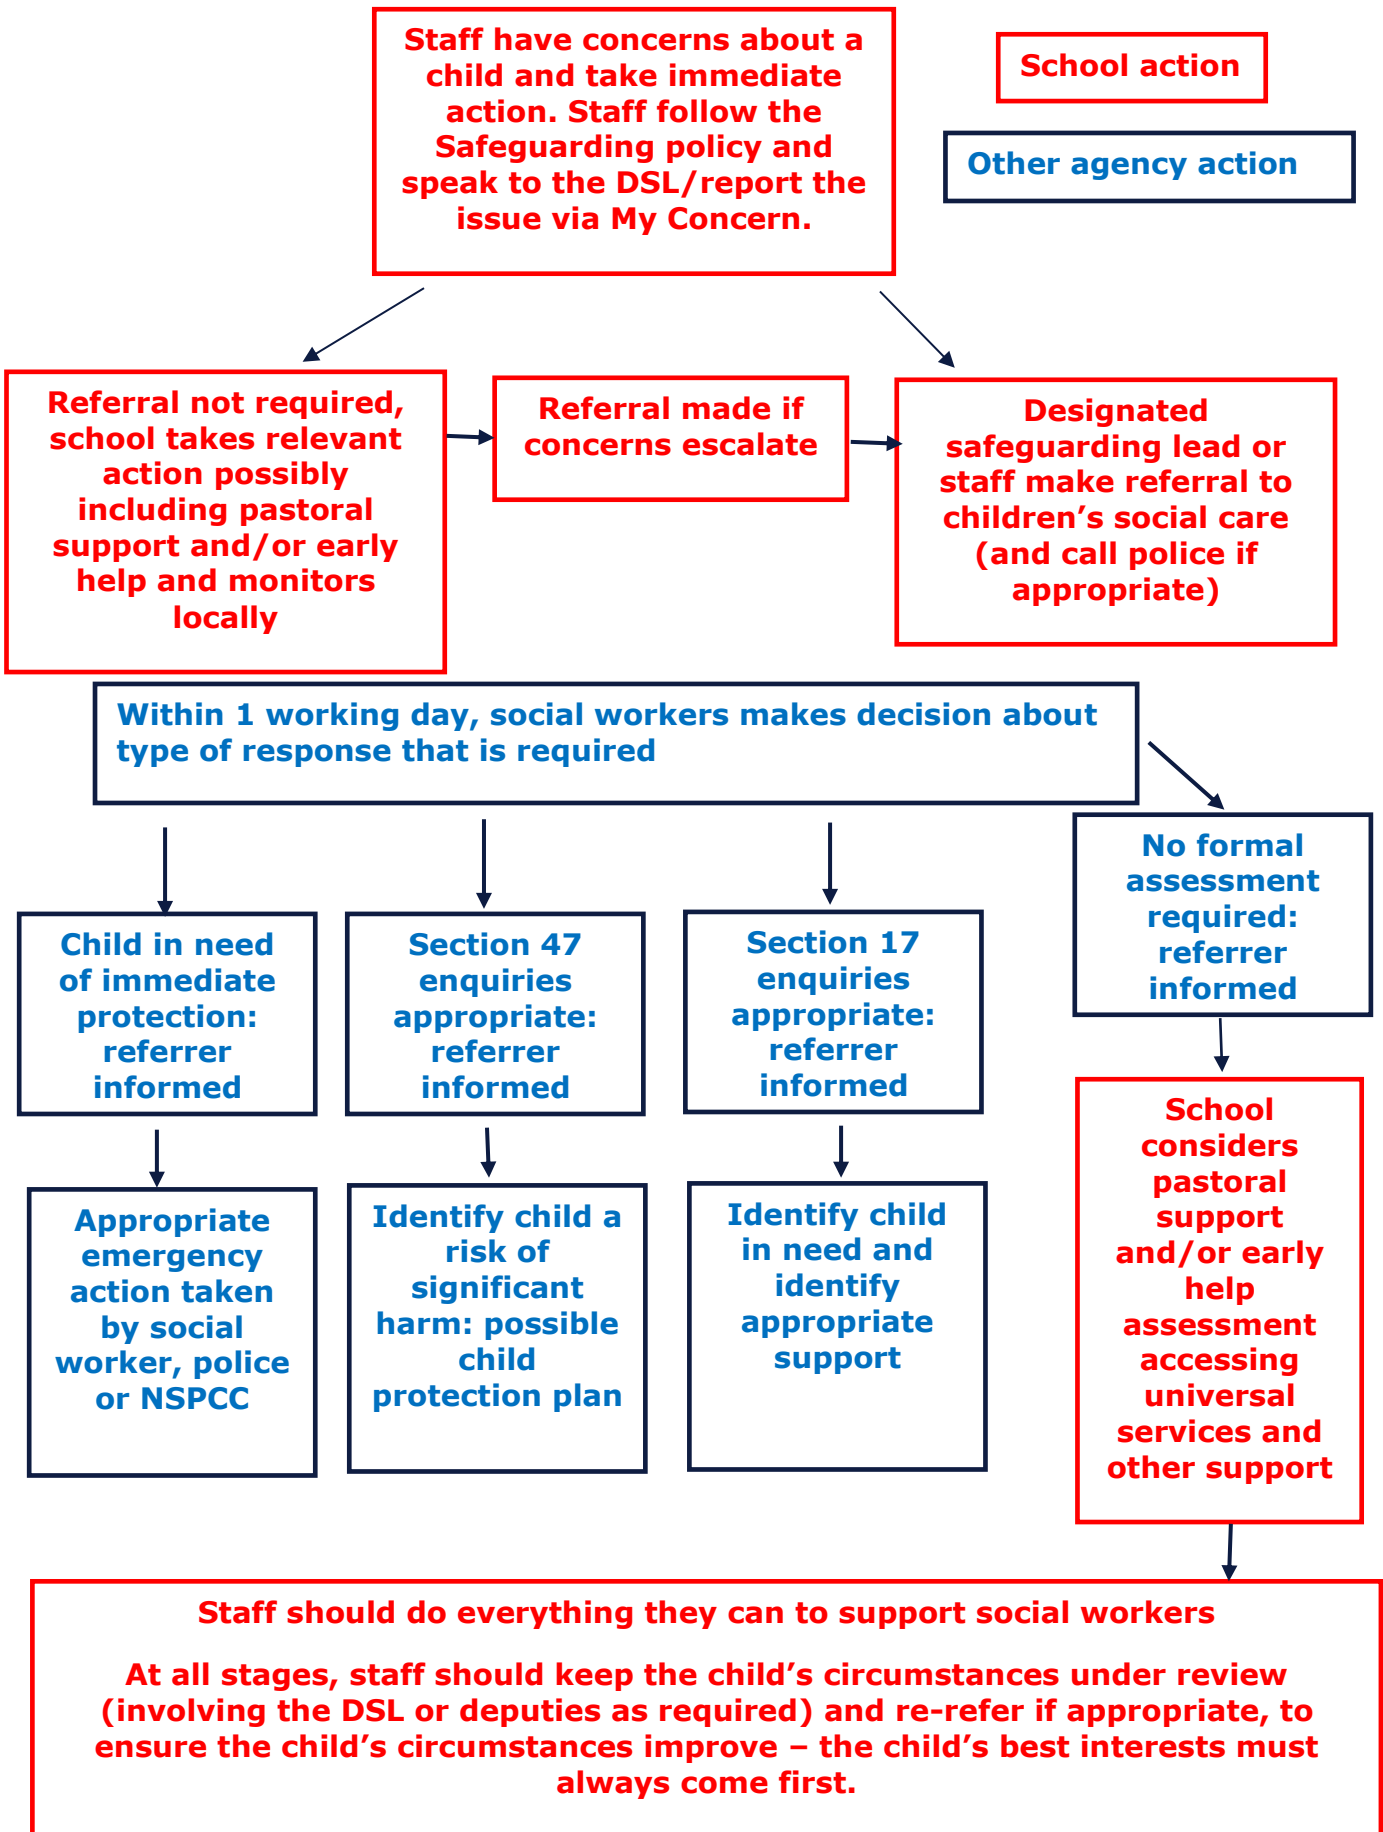 Staff have concerns about a
child and take immediate
action. Staff follow the
Safeguarding policy and
speak to the DSL/report the
issue via My Concern.
School action
Other agency action
Referral not required,
school takes relevant
action possibly
including pastoral
support and/or early
help and monitors
locally
Referral made if
concerns escalate
Designated
safeguarding lead or
staff make referral to
children’s social care
(and call police if
appropriate)
Within 1 working day, social workers makes decision about
type of response that is required
Child in need
of immediate
protection:
referrer
informed
Section 47
enquiries
appropriate:
referrer
informed
Section 17
enquiries
appropriate:
referrer
informed
No formal
assessment
required:
referrer
informed
Appropriate
emergency
action taken
by social
worker, police
or NSPCC
Identify child a
risk of
significant
harm: possible
child
protection plan
Identify child
in need and
identify
appropriate
support
School
considers
pastoral
support
and/or early
help
assessment
accessing
universal
services and
other support
Staff should do everything they can to support social workers
At all stages, staff should keep the child’s circumstances under review
(involving the DSL or deputies as required) and re-refer if appropriate, to
ensure the child’s circumstances improve – the child’s best interests must
always come first.